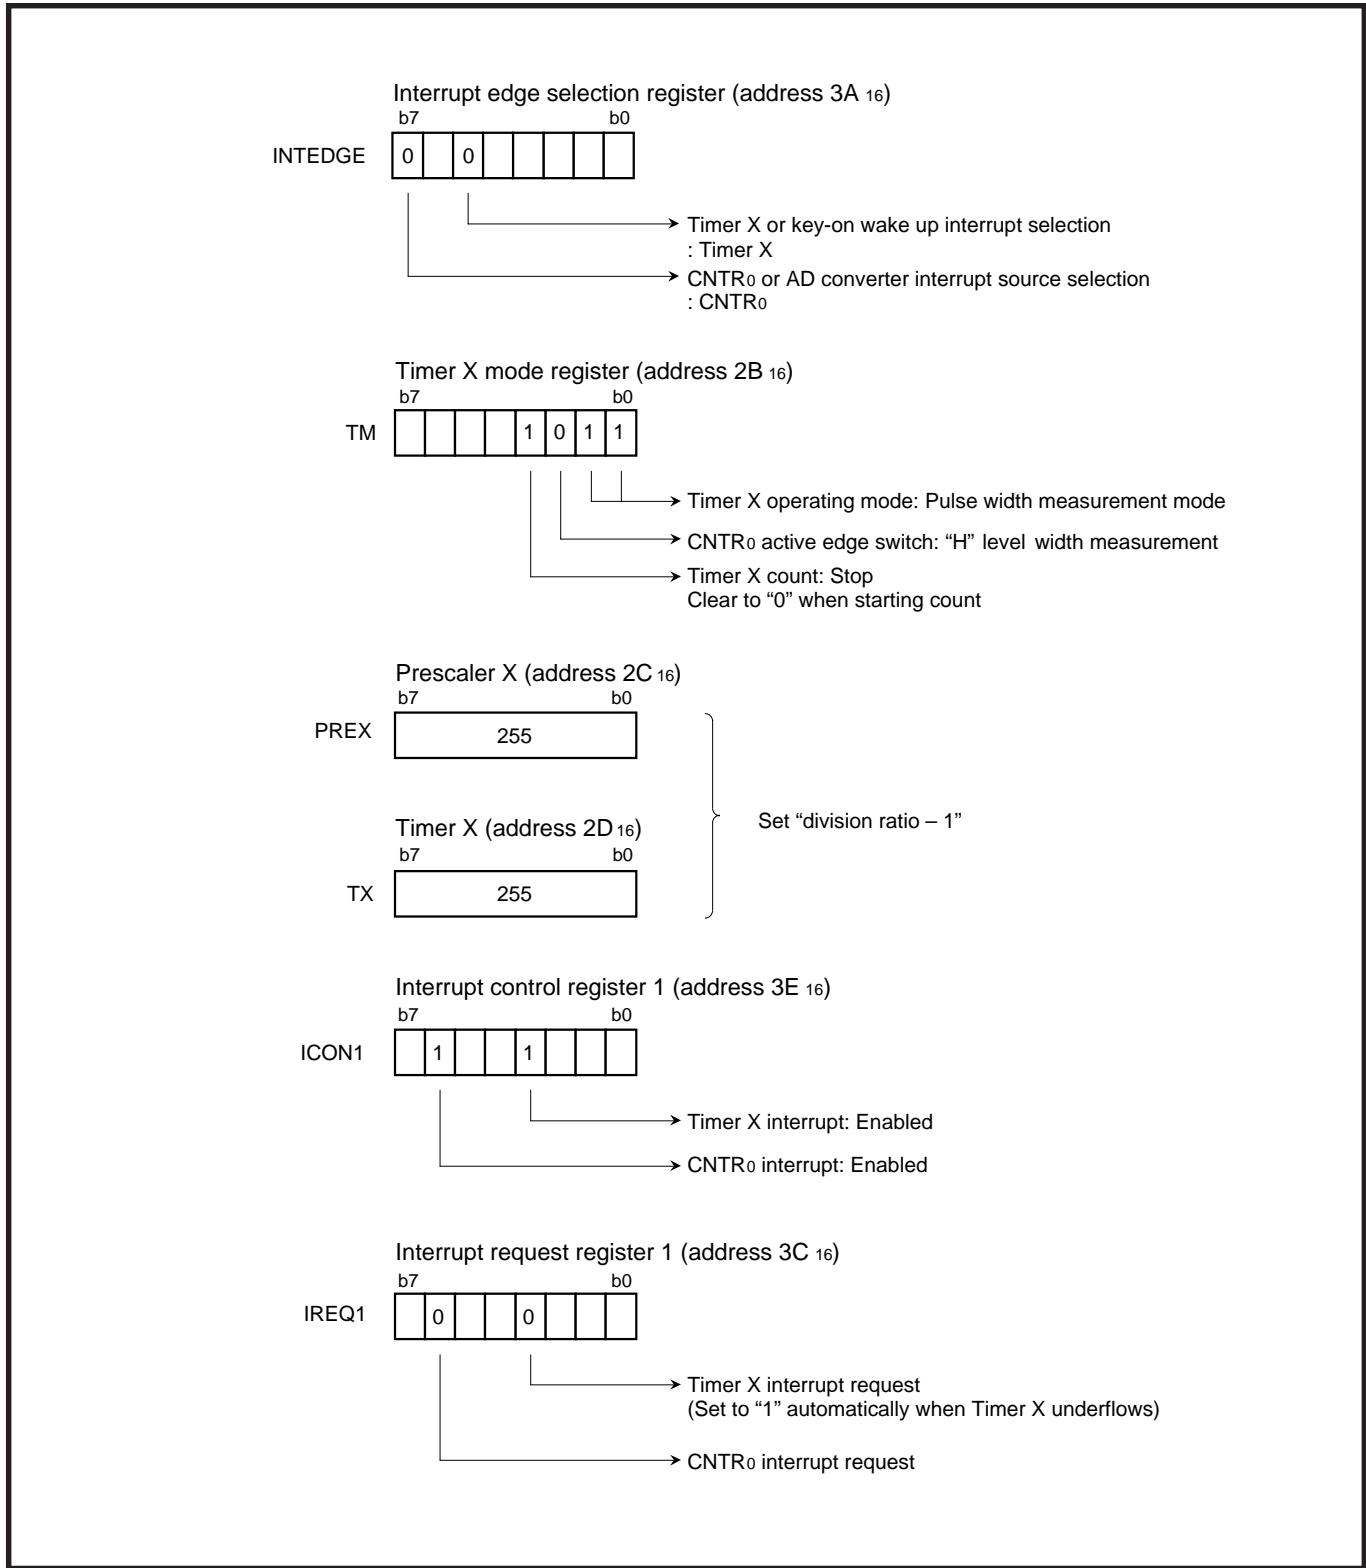 Interrupt edge selection register (address 3A 16)
b7 b0
INTEDGE 0 0
Timer X or key-on wake up interrupt selection
: Timer X
CNTR0 or AD converter interrupt source selection
: CNTR0
Timer X mode register (address 2B 16)
b7 b0
TM 1 0 1 1
Timer X operating mode: Pulse width measurement mode
CNTR0 active edge switch: “H” level width measurement
Timer X count: Stop
Clear to “0” when starting count
Prescaler X (address 2C 16)
b7 b0
PREX 255
Set “division ratio – 1”
Timer X (address 2D 16)
b7 b0
TX 255
Interrupt control register 1 (address 3E 16)
b7 b0
ICON1 1 1
Timer X interrupt: Enabled
CNTR0 interrupt: Enabled
Interrupt request register 1 (address 3C 16)
b7 b0
IREQ1 0 0
Timer X interrupt request
(Set to “1” automatically when Timer X underflows)
CNTR0 interrupt request